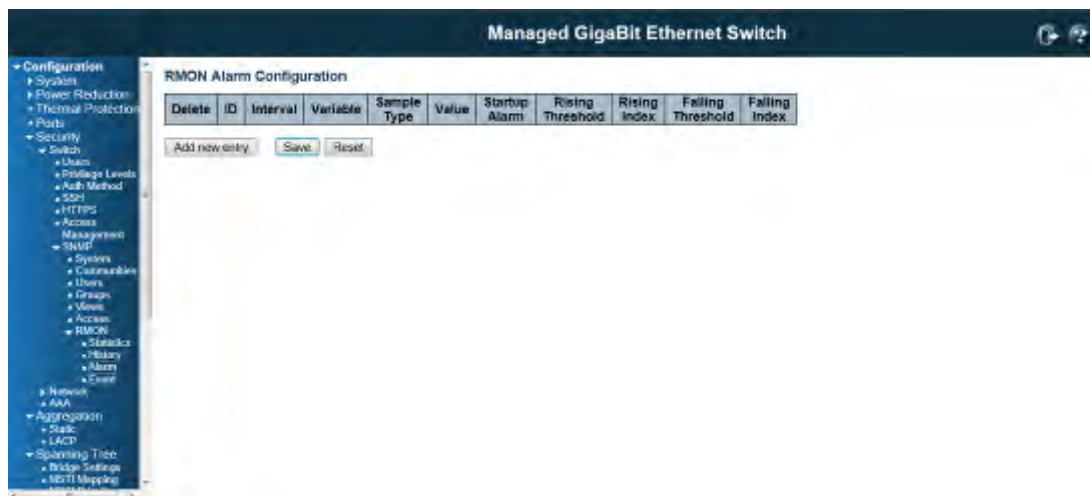 Managed GigaBit Ethernet Switch
Configuration
System
Power Reduction
Thermal Protection
Ports
Security
Switch
Users
Privilege Levels
Auth Method
SSH
HTTPS
Access
Management
SNMP
System
Communities
Users
Groups
Views
Access
RMON
Statistics
History
Alarm
Event
Network
AAA
Aggregation
Static
LACP
Spanning Tree
Bridge Settings
MSTI Mapping
RMON Alarm Configuration
Delete ID Interval Variable Sample Type Value Startup Alarm Rising Threshold Rising Index Falling Threshold Falling Index
Add new entry Save Reset